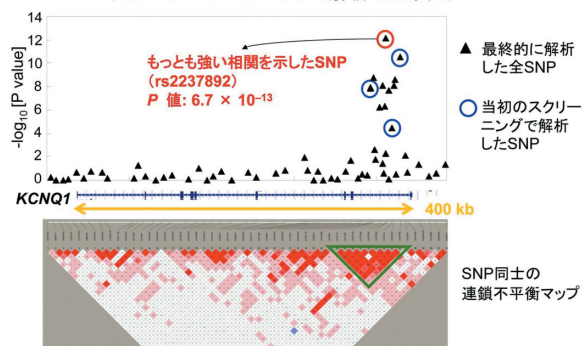 もっとも強い相関を示したSNP
(rs2237892)
P 値: 6.7 × 10⁻¹³
-log₁₀ [P value]
14
12
10
8
6
4
2
0
▲ 最終的に解析
した全SNP
当初のスクリー
ニングで解析
したSNP
KCNQ1
400 kb
SNP同士の
連鎖不平衡マップ